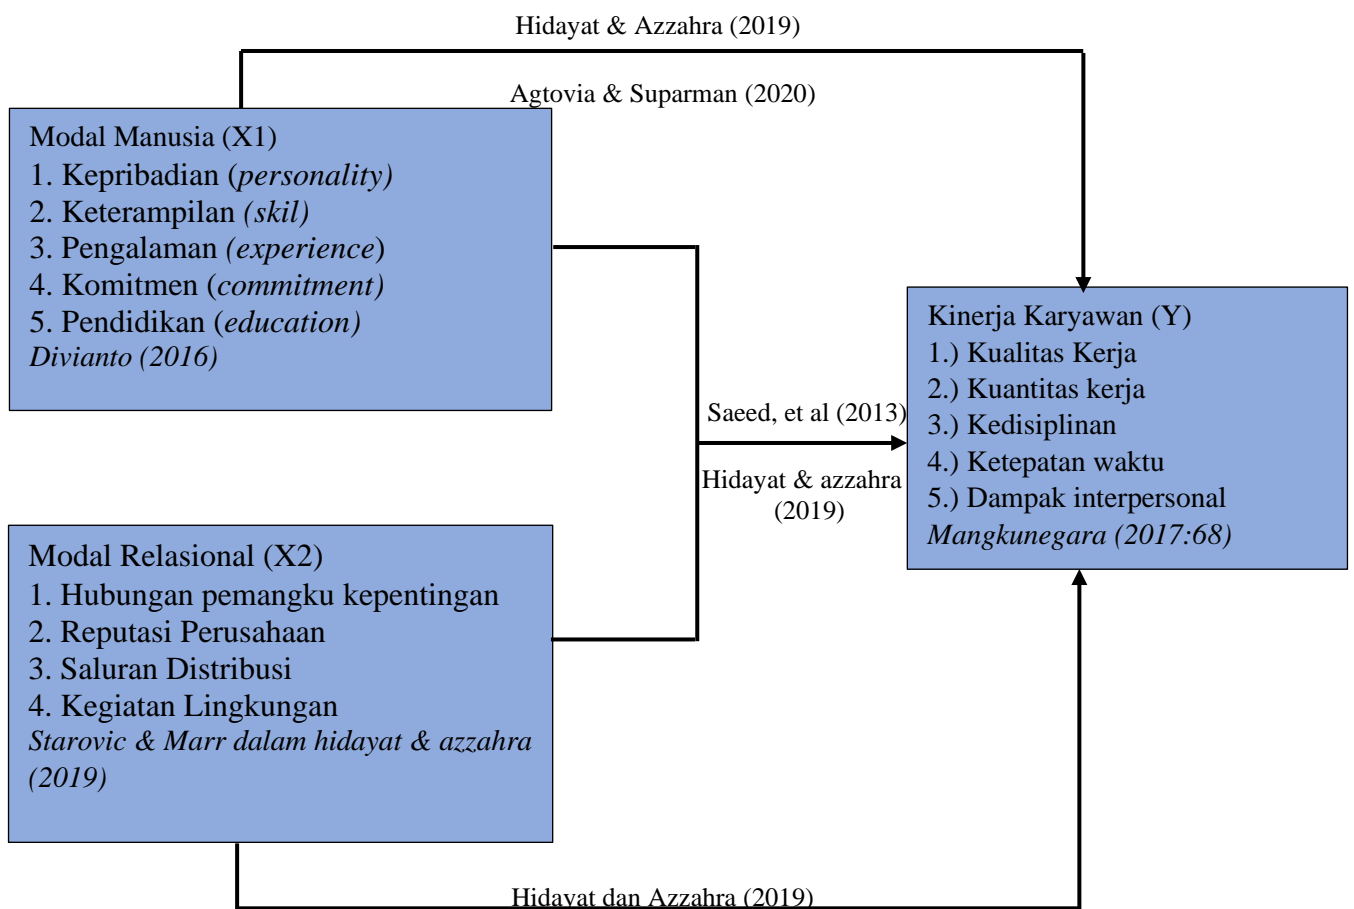 Hidayat & Azzahra (2019)
Agtovia & Suparman (2020)
Modal Manusia (X1)
1. Kepribadian (personality)
2. Keterampilan (skil)
3. Pengalaman (experience)
4. Komitmen (commitment)
5. Pendidikan (education)
Divianto (2016)
Saeed, et al (2013)
Hidayat & azzahra
(2019)
Kinerja Karyawan (Y)
1.) Kualitas Kerja
2.) Kuantitas kerja
3.) Kedisiplinan
4.) Ketepatan waktu
5.) Dampak interpersonal
Mangkunegara (2017:68)
Modal Relasional (X2)
1. Hubungan pemangku kepentingan
2. Reputasi Perusahaan
3. Saluran Distribusi
4. Kegiatan Lingkungan
Starovic & Marr dalam hidayat & azzahra
(2019)
Hidayat dan Azzahra (2019)